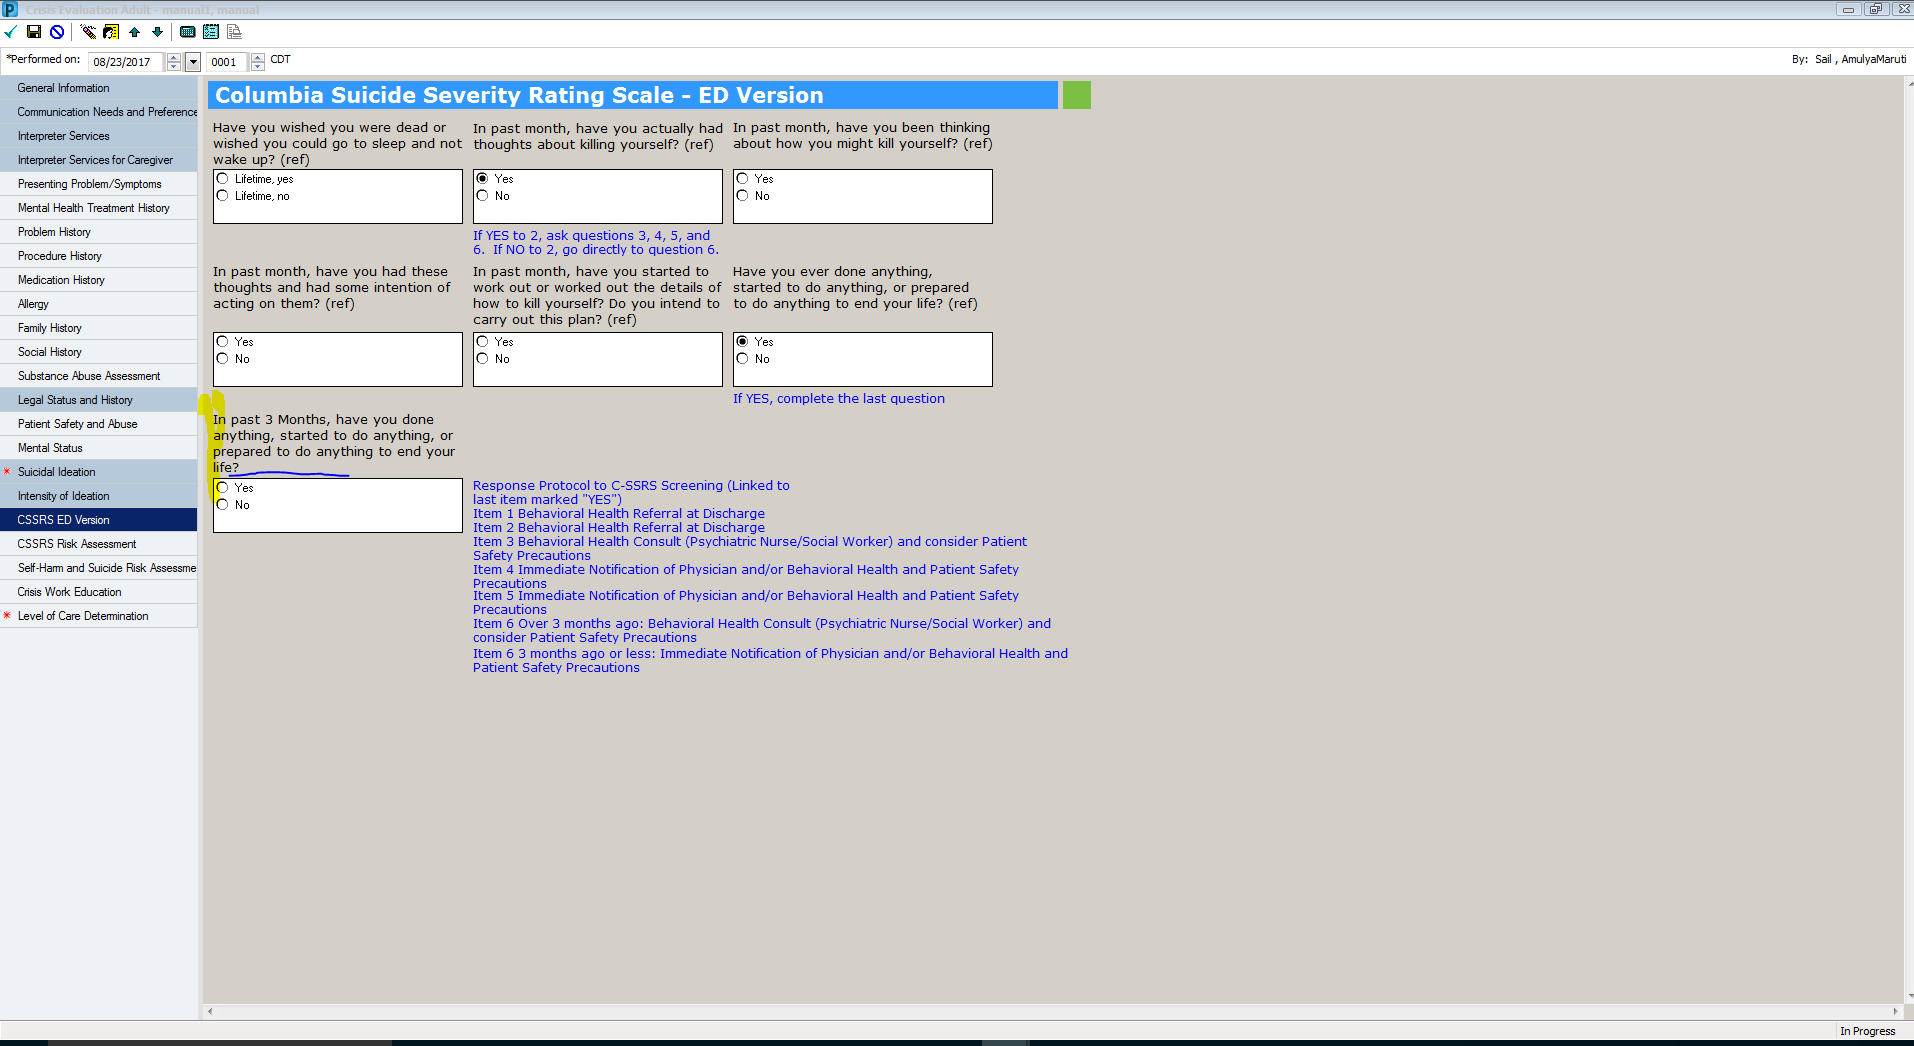 Crisis Evaluation Adult - manual1, manual
*Performed on: 08/23/2017 0001 CDT By: Sail , AmulyaMaruti
General Information
Communication Needs and Preference
Interpreter Services
Interpreter Services for Caregiver
Presenting Problem/Symptoms
Mental Health Treatment History
Problem History
Procedure History
Medication History
Allergy
Family History
Social History
Substance Abuse Assessment
Legal Status and History
Patient Safety and Abuse
Mental Status
* Suicidal Ideation
Intensity of Ideation
CSSRS ED Version
CSSRS Risk Assessment
Self-Harm and Suicide Risk Assessme
Crisis Work Education
* Level of Care Determination
Columbia Suicide Severity Rating Scale - ED Version
Have you wished you were dead or
wished you could go to sleep and not
wake up? (ref)
Lifetime, yes
Lifetime, no
In past month, have you actually had
thoughts about killing yourself? (ref)
Yes
No
If YES to 2, ask questions 3, 4, 5, and
6. If NO to 2, go directly to question 6.
In past month, have you been thinking
about how you might kill yourself? (ref)
Yes
No
In past month, have you had these
thoughts and had some intention of
acting on them? (ref)
Yes
No
In past month, have you started to
work out or worked out the details of
how to kill yourself? Do you intend to
carry out this plan? (ref)
Yes
No
Have you ever done anything,
started to do anything, or prepared
to do anything to end your life? (ref)
Yes
No
If YES, complete the last question
In past 3 Months, have you done
anything, started to do anything, or
prepared to do anything to end your
life?
Yes
No
Response Protocol to C-SSRS Screening (Linked to
last item marked "YES")
Item 1 Behavioral Health Referral at Discharge
Item 2 Behavioral Health Referral at Discharge
Item 3 Behavioral Health Consult (Psychiatric Nurse/Social Worker) and consider Patient
Safety Precautions
Item 4 Immediate Notification of Physician and/or Behavioral Health and Patient Safety
Precautions
Item 5 Immediate Notification of Physician and/or Behavioral Health and Patient Safety
Precautions
Item 6 Over 3 months ago: Behavioral Health Consult (Psychiatric Nurse/Social Worker) and
consider Patient Safety Precautions
Item 6 3 months ago or less: Immediate Notification of Physician and/or Behavioral Health and
Patient Safety Precautions
In Progress